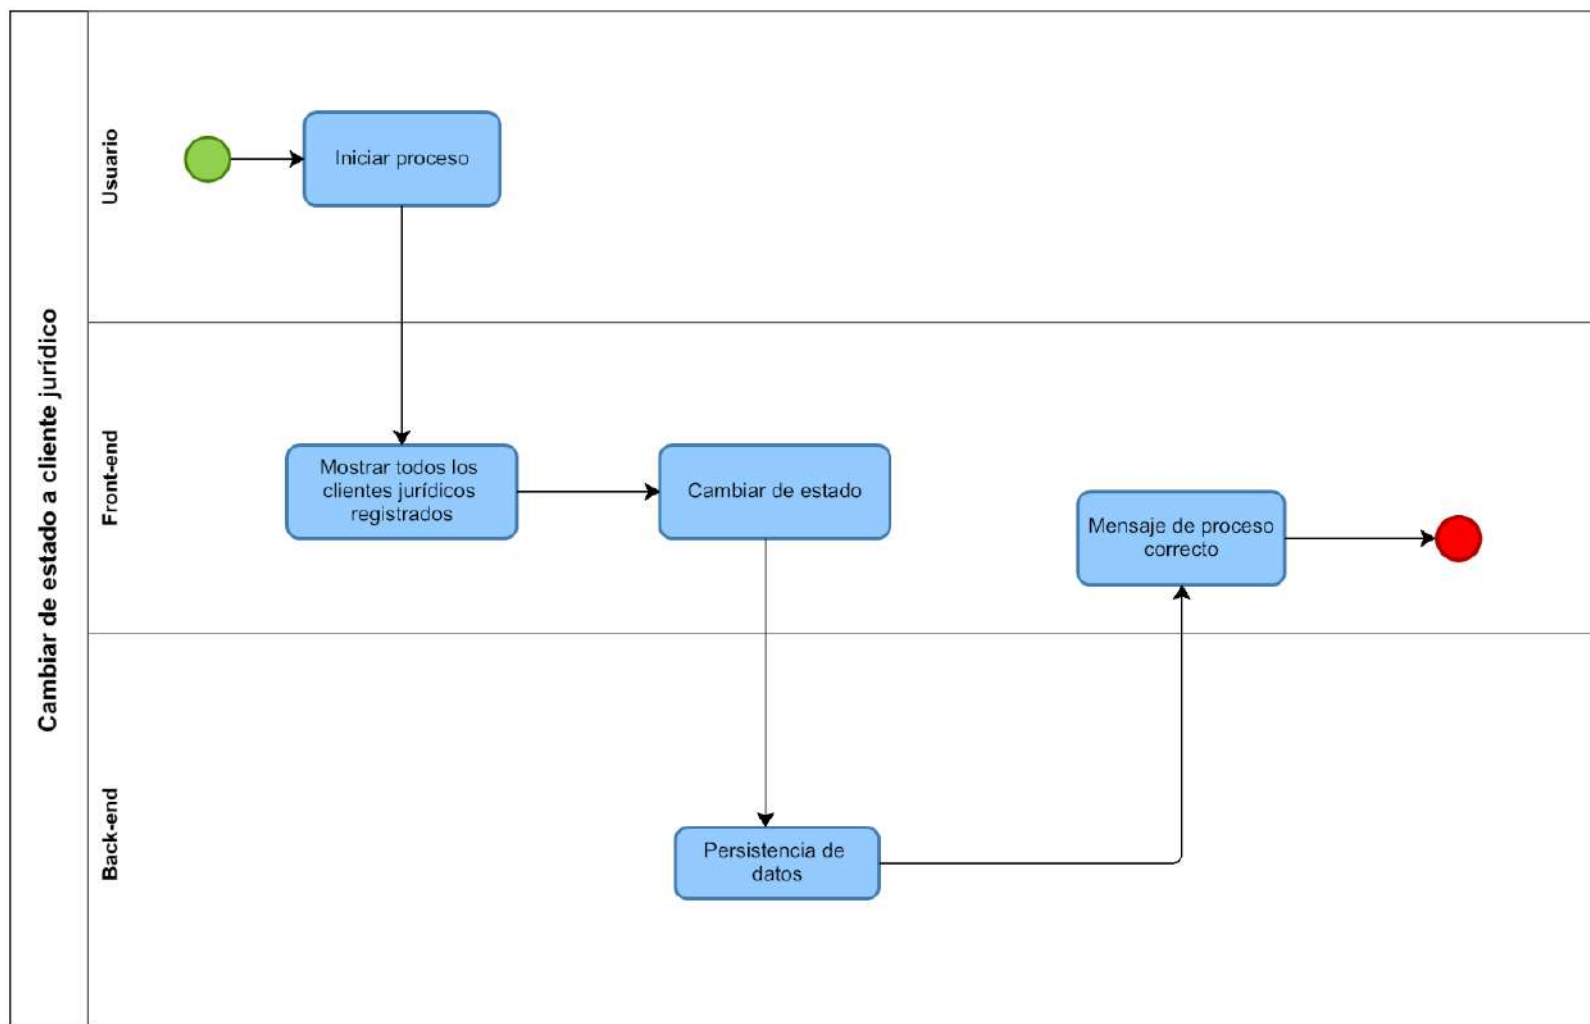 Cambiar de estado a cliente jurídico
Usuario
Iniciar proceso
Front-end
Mostrar todos los
clientes jurídicos
registrados
Cambiar de estado
Mensaje de proceso
correcto
Back-end
Persistencia de
datos